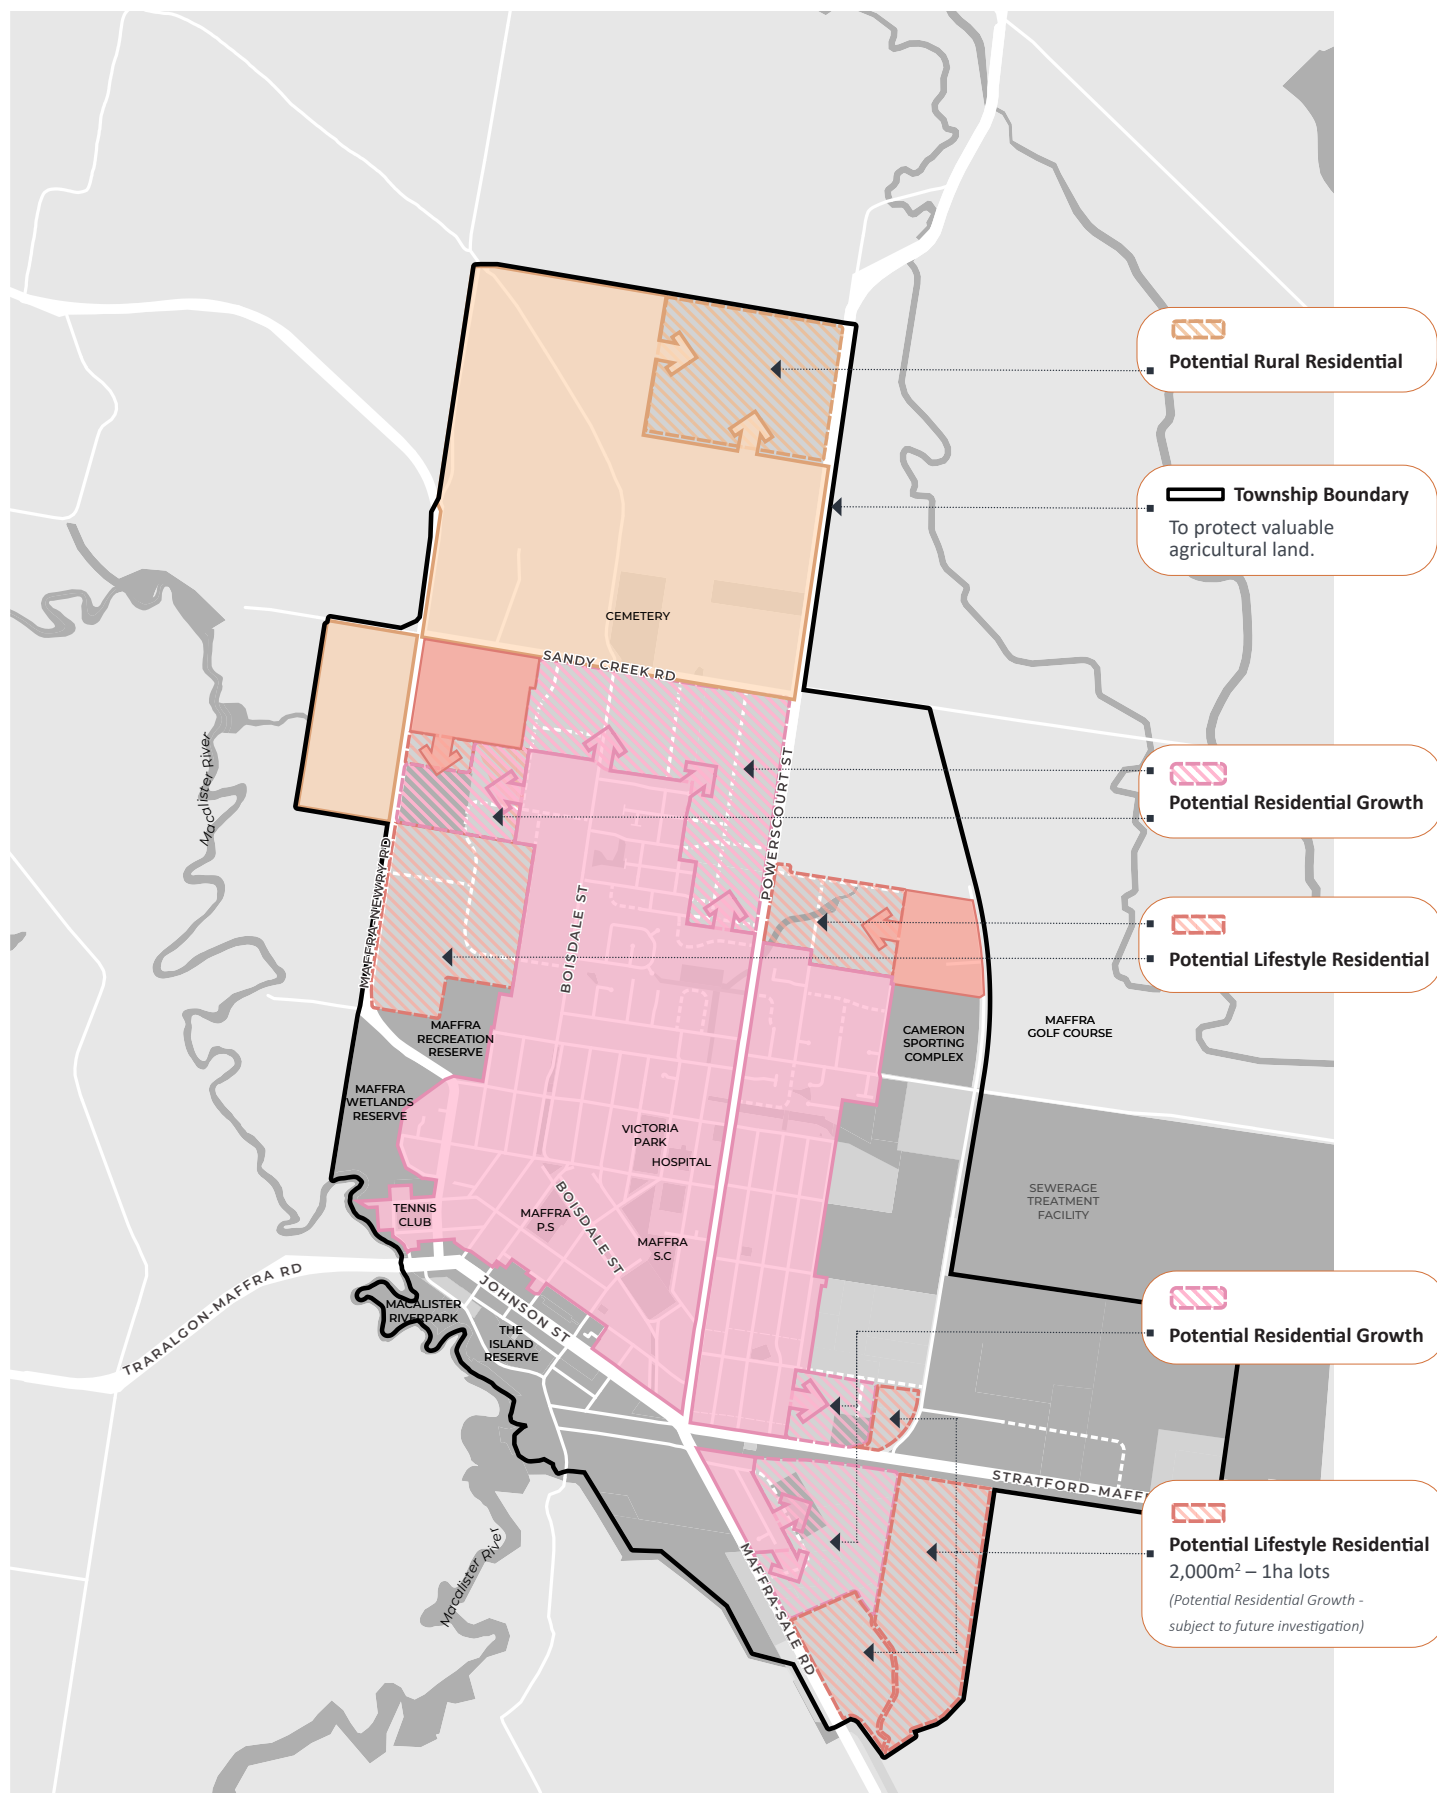 Potential Rural Residential
Township Boundary
To protect valuable
agricultural land.
CEMETERY
SANDY CREEK RD
Macalister River
POWERSCOURT ST
Potential Residential Growth
MAFFRA-NEWRY RD
BOISDALE ST
Potential Lifestyle Residential
MAFFRA
RECREATION
RESERVE
CAMERON
SPORTING
COMPLEX
MAFFRA
GOLF COURSE
MAFFRA
WETLANDS
RESERVE
VICTORIA
PARK
HOSPITAL
SEWERAGE
TREATMENT
FACILITY
TENNIS
CLUB
MAFFRA
P.S
BOISDALE ST
MAFFRA
S.C
TRARALGON-MAFFRA RD
MACALISTER
RIVERPARK
JOHNSON ST
THE
ISLAND
RESERVE
Potential Residential Growth
STRATFORD-MAFF
Macalister River
MAFFRA-SALE RD
Potential Lifestyle Residential
2,000m² – 1ha lots
(Potential Residential Growth -
subject to future investigation)